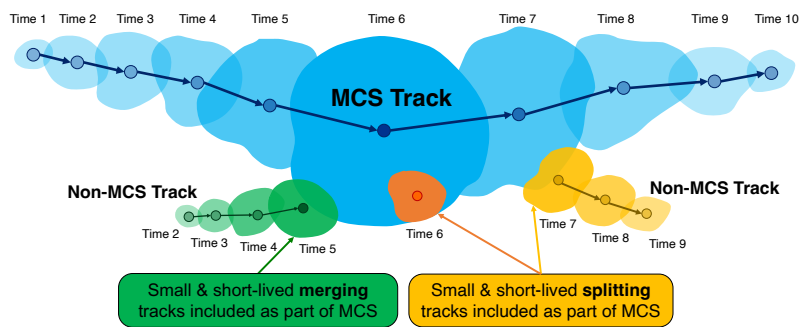 Time 1
Time 2
Time 3
Time 4
Time 5
Time 6
Time 7
Time 8
Time 9
Time 10
MCS Track
Non-MCS Track
Non-MCS Track
Time 2
Time 3
Time 4
Time 5
Time 6
Time 7
Time 8
Time 9
Small & short-lived merging
tracks included as part of MCS
Small & short-lived splitting
tracks included as part of MCS